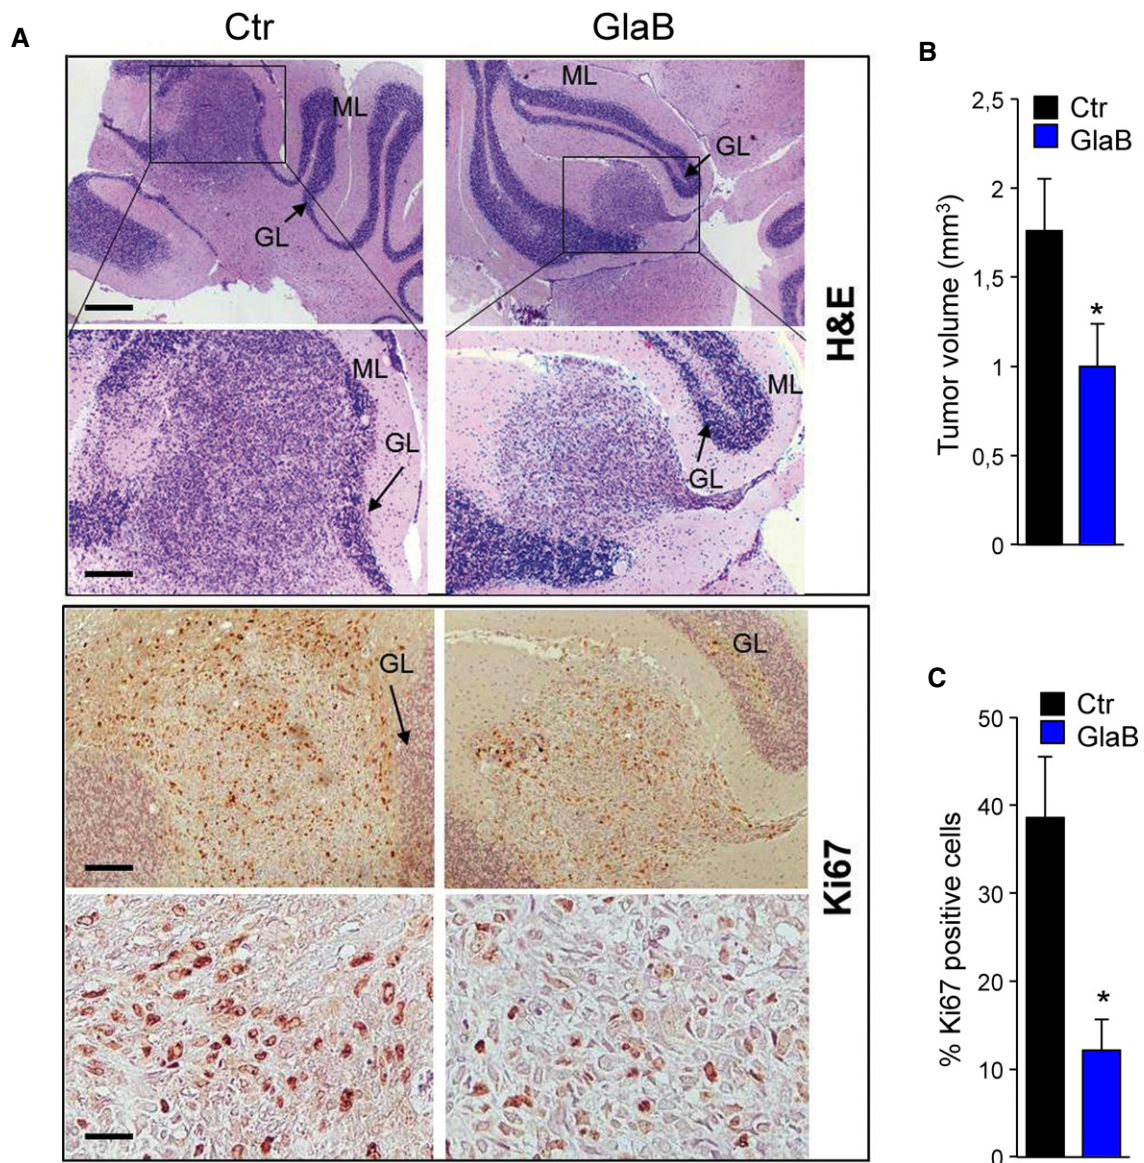 A
Ctr
GlaB
ML
GL
ML
GL
H&E
ML
GL
ML
GL
GL
GL
Ki67
B
Ctr
GlaB
2,5
2
1,5
1
0,5
0
Tumor volume (mm³)
*
C
Ctr
GlaB
50
40
30
20
10
0
% Ki67 positive cells
*